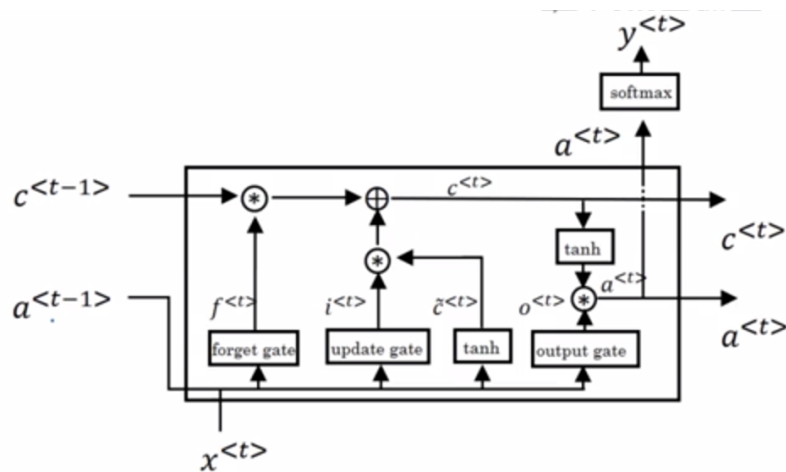 y<t>
softmax
a<t>
c<t-1>
c<t>
c<t>
tanh
a<t-1>
f<t>
i<t>
c̃<t>
o<t>
a<t>
a<t>
forget gate
update gate
tanh
output gate
x<t>